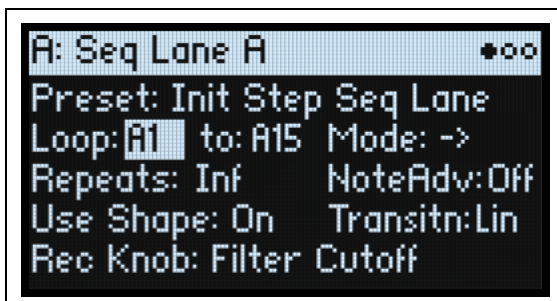 A: Seq Lane A
Preset: Init Step Seq Lane
Loop: A1 to: A15 Mode: ->
Repeats: Inf NoteAdv: Off
Use Shape: On Transitn: Lin
Rec Knob: Filter Cutoff